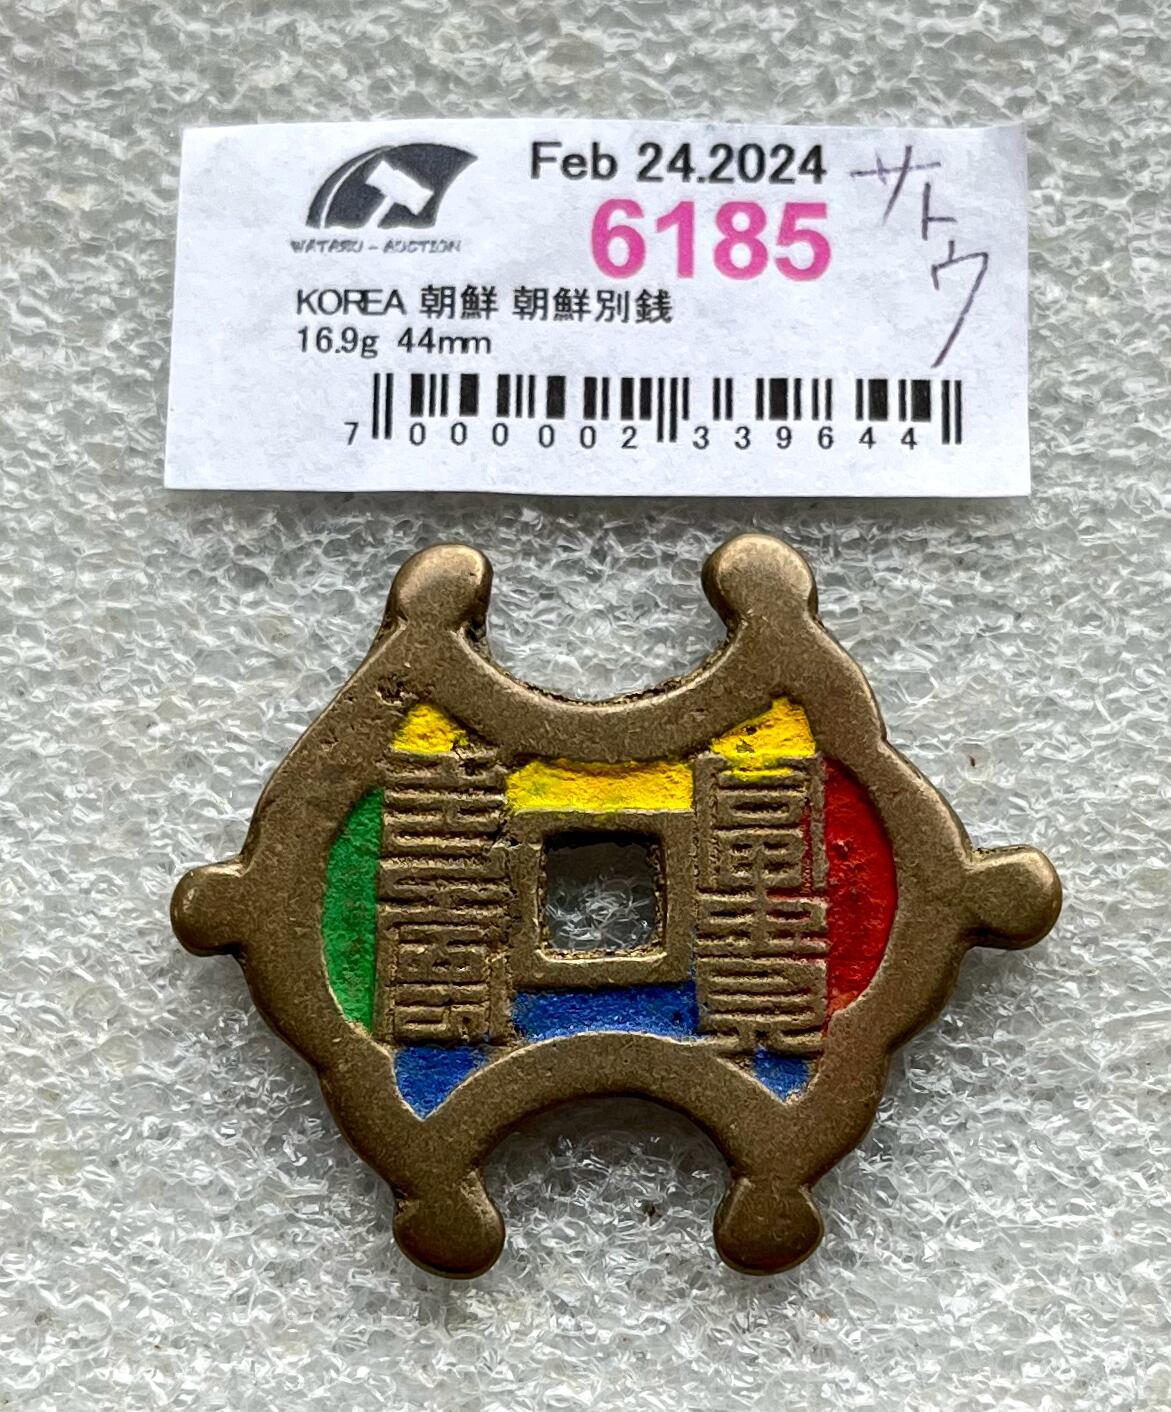 Feb 24.2024
サトウ
6185
WATARU-AUCTION
KOREA 朝鮮 朝鮮別銭
16.9g 44mm
7 000002 339644